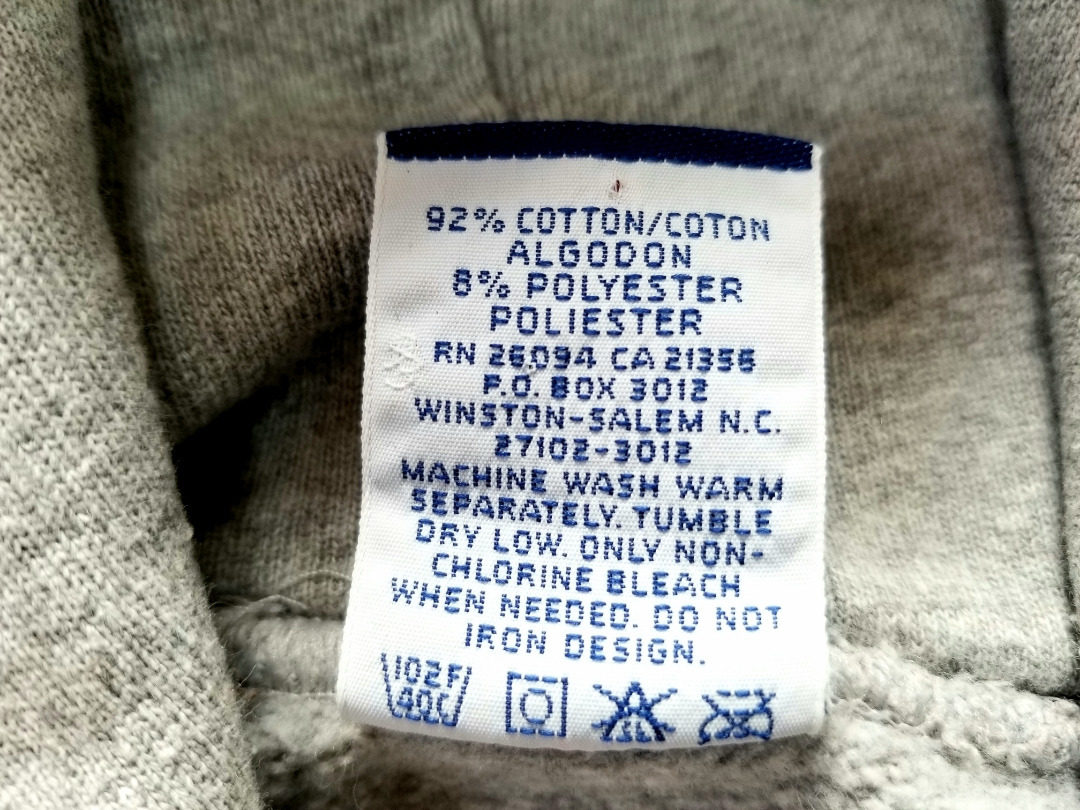 92% COTTON/COTON
ALGODON
8% POLYESTER
POLIESTER
RN 26094 CA 21356
P.O. BOX 3012
WINSTON-SALEM N.C.
27102-3012
MACHINE WASH WARM
SEPARATELY. TUMBLE
DRY LOW. ONLY NON-
CHLORINE BLEACH
WHEN NEEDED. DO NOT
IRON DESIGN.
102F
40C